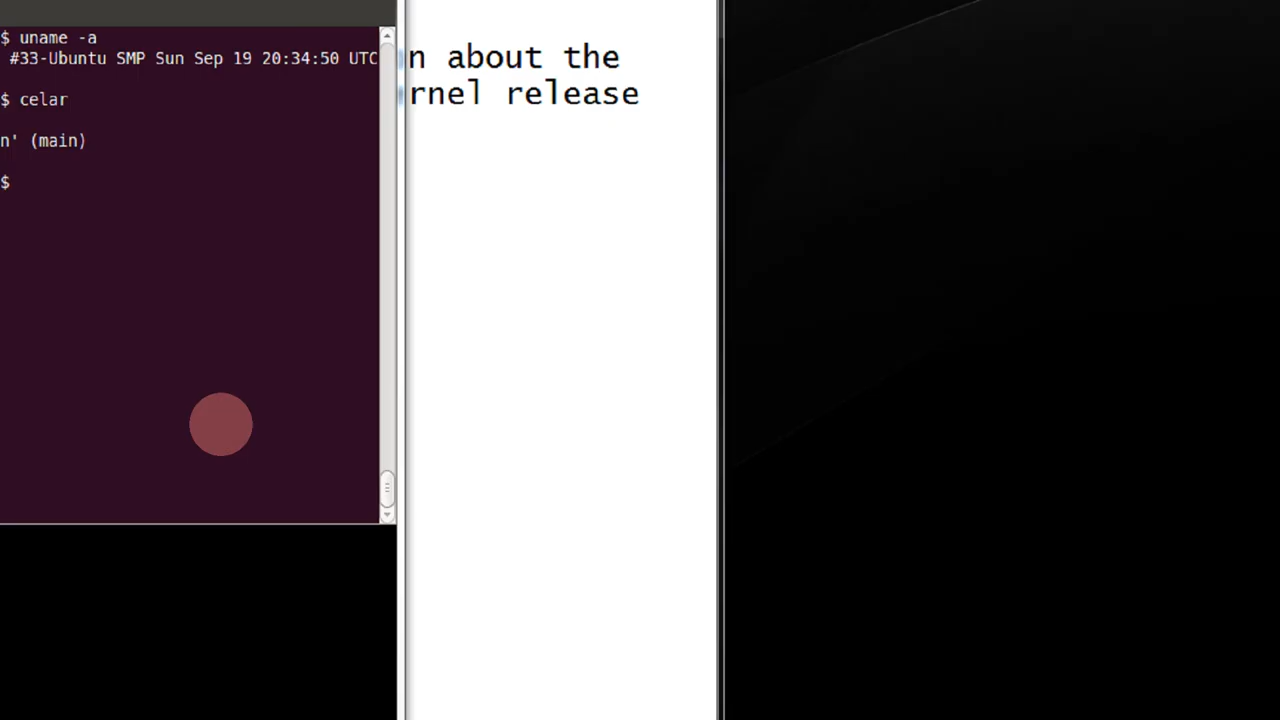 $ uname -a
#33-Ubuntu SMP Sun Sep 19 20:34:50 UTC
$ celar
n' (main)
$
n about the
rnel release